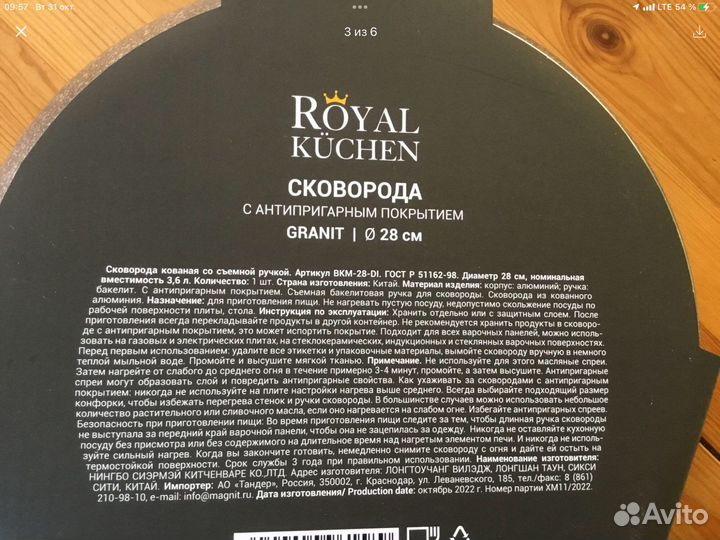 09:57 Вт 31 окт.
LTE 54 %
3 из 6
ROYAL
KÜCHEN
СКОВОРОДА
С АНТИПРИГАРНЫМ ПОКРЫТИЕМ
GRANIT | Ø 28 см
Сковорода кованая со съемной ручкой. Артикул BKM-28-DI. ГОСТ Р 51162-98. Диаметр 28 см, номинальная
вместимость 3,6 л. Количество: 1 шт. Страна изготовления: Китай. Материал изделия: корпус: алюминий; ручка:
бакелит. С антипригарным покрытием. Съемная бакелитовая ручка для сковороды. Сковорода из кованного
алюминия. Назначение: для приготовления пищи. Не нагревать пустую посуду, недопустимо скольжение посуды по
рабочей поверхности плиты, стола. Инструкция по эксплуатации: Хранить отдельно или с защитным слоем. После
приготовления всегда перекладывайте продукты в другой контейнер. Не рекомендуется хранить продукты в сковоро-
де с антипригарным покрытием, это может испортить покрытие. Подходит для всех варочных панелей, можно исполь-
зовать на газовых и электрических плитах, на стеклокерамических, индукционных и стеклянных варочных поверхностях.
Перед первым использованием: удалите все этикетки и упаковочные материалы, вымойте сковороду вручную в немного
теплой мыльной воде. Промойте и высушите мягкой тканью. Примечание. Не используйте для этого масляные спреи.
Затем нагрейте от слабого до среднего огня в течение примерно 3-4 минут, промойте, а затем высушите. Антипригарные
спреи могут образовать слой и повредить антипригарные свойства. Как ухаживать за сковородами с антипригарным
покрытием: никогда не используйте на плите настройки нагрева выше среднего. Всегда выбирайте подходящий размер
конфорки, чтобы избежать перегрева стенок и ручки сковороды. В большинстве случаев можно использовать небольшое
количество растительного или сливочного масла, если оно нагревается на слабом огне. Избегайте антипригарных спреев.
Безопасность при приготовлении пищи: Во время приготовления пищи следите за тем, чтобы длинная ручка сковороды
не выступала за передний край варочной панели, чтобы она не зацепилась за одежду. Никогда не оставляйте кухонную
посуду без присмотра или без содержимого на длительное время над нагретым элементом печи. И никогда не исполь-
зуйте сильный нагрев. Когда вы закончите готовить, немедленно снимите сковороду с огня и дайте ей остыть на
термостойкой поверхности. Срок службы 3 года при правильном использовании. Наименование изготовителя:
НИНГБО СИЭРМЭЙ КИТЧЕНВАРЕ КО.,ЛТД. Адрес изготовителя: ЛОНГТОУЧАНГ ВИЛЭДЖ, ЛОНГШАН ТАУН, СИКСИ
СИТИ, КИТАЙ. Импортер: АО «Тандер», Россия, 350002, г. Краснодар, ул. Леваневского, 185, тел./факс: 8 (861)
210-98-10, e-mail: info@magnit.ru. Дата изготовления/ Production date: октябрь 2022 г. Номер партии XM11/2022.
Avito